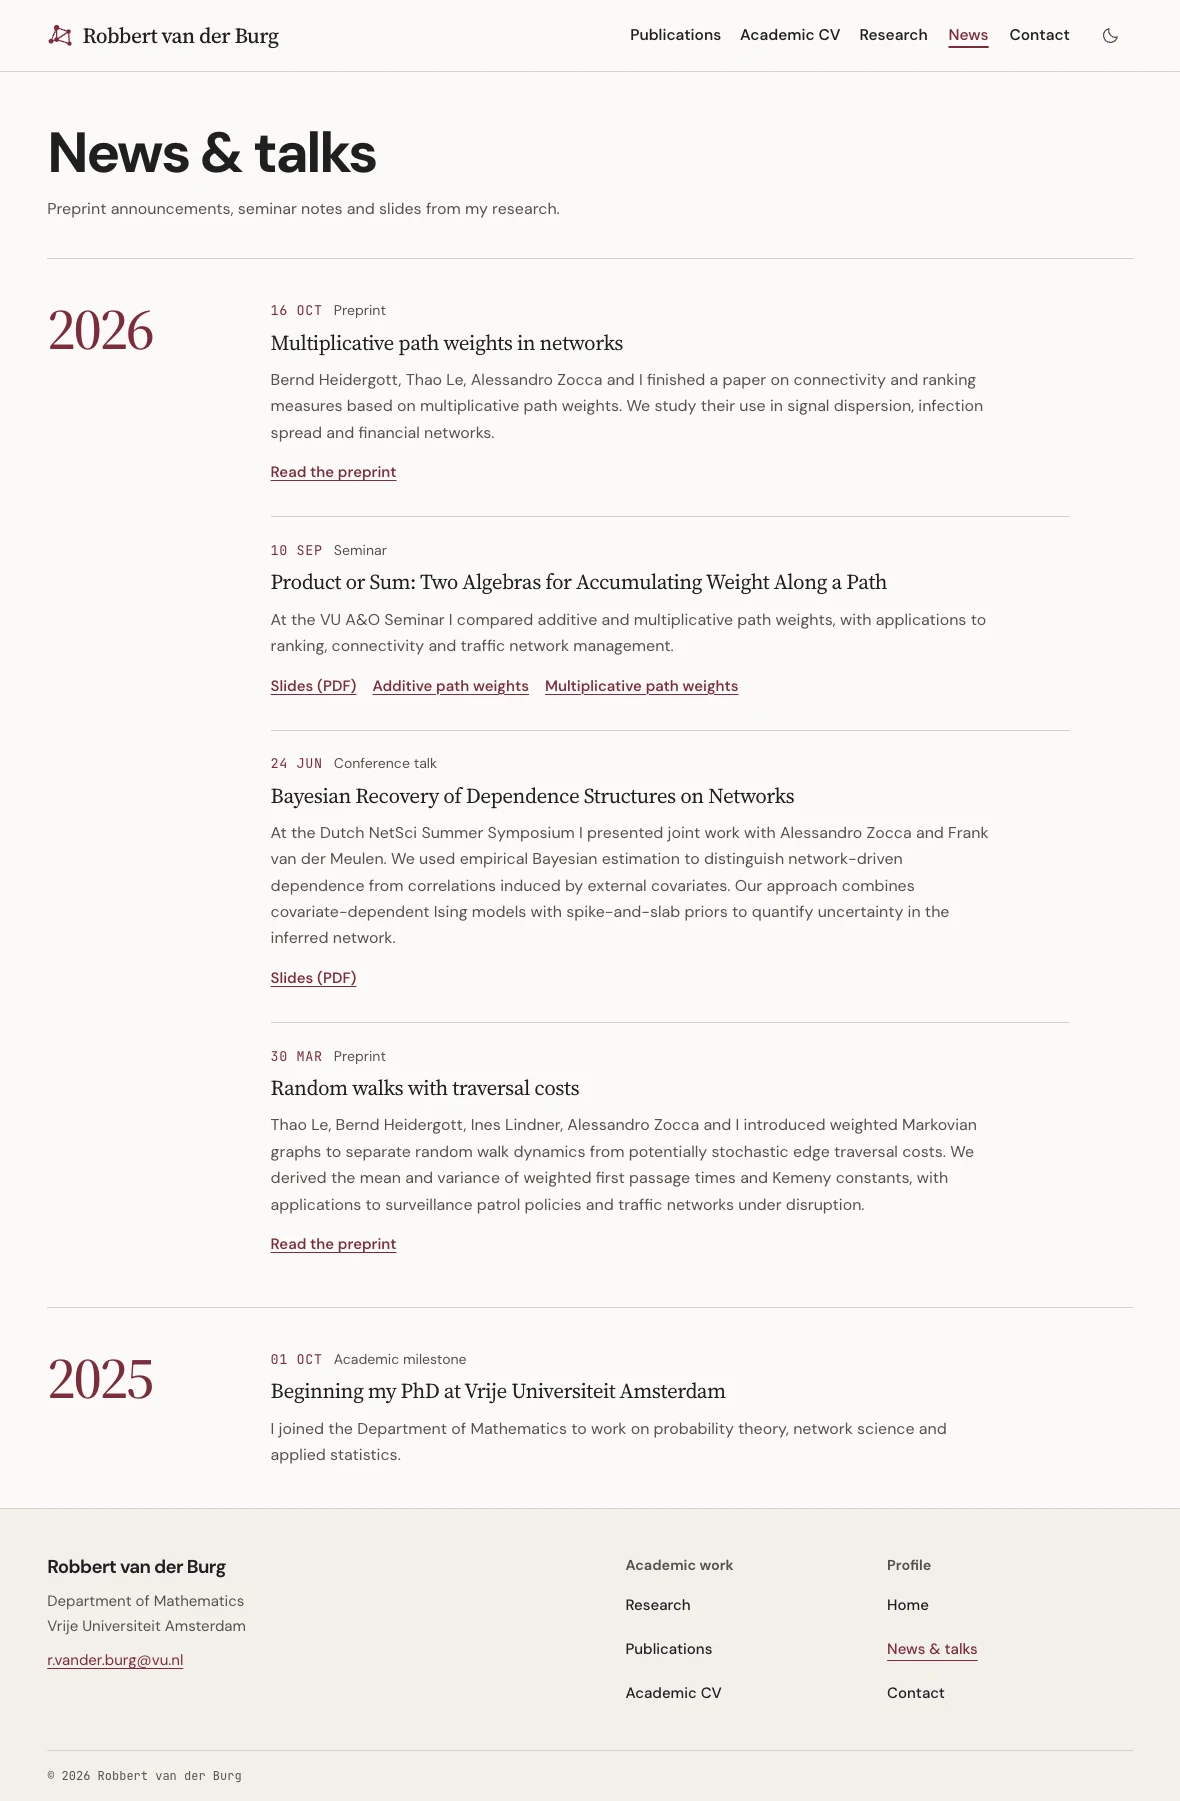 Robbert van der Burg
Publications Academic CV Research News Contact
News & talks
Preprint announcements, seminar notes and slides from my research.
2026
16 OCT Preprint
Multiplicative path weights in networks
Bernd Heidergott, Thao Le, Alessandro Zocca and I finished a paper on connectivity and ranking
measures based on multiplicative path weights. We study their use in signal dispersion, infection
spread and financial networks.
Read the preprint
10 SEP Seminar
Product or Sum: Two Algebras for Accumulating Weight Along a Path
At the VU A&O Seminar I compared additive and multiplicative path weights, with applications to
ranking, connectivity and traffic network management.
Slides (PDF) Additive path weights Multiplicative path weights
24 JUN Conference talk
Bayesian Recovery of Dependence Structures on Networks
At the Dutch NetSci Summer Symposium I presented joint work with Alessandro Zocca and Frank
van der Meulen. We used empirical Bayesian estimation to distinguish network-driven
dependence from correlations induced by external covariates. Our approach combines
covariate-dependent Ising models with spike-and-slab priors to quantify uncertainty in the
inferred network.
Slides (PDF)
30 MAR Preprint
Random walks with traversal costs
Thao Le, Bernd Heidergott, Ines Lindner, Alessandro Zocca and I introduced weighted Markovian
graphs to separate random walk dynamics from potentially stochastic edge traversal costs. We
derived the mean and variance of weighted first passage times and Kemeny constants, with
applications to surveillance patrol policies and traffic networks under disruption.
Read the preprint
2025
01 OCT Academic milestone
Beginning my PhD at Vrije Universiteit Amsterdam
I joined the Department of Mathematics to work on probability theory, network science and
applied statistics.
Robbert van der Burg
Department of Mathematics
Vrije Universiteit Amsterdam
r.vander.burg@vu.nl
Academic work
Research
Publications
Academic CV
Profile
Home
News & talks
Contact
© 2026 Robbert van der Burg